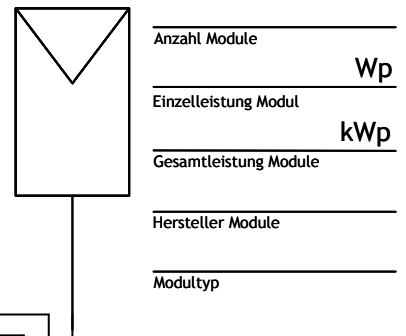 Anzahl Module
Wp
Einzelleistung Modul
kWp
Gesamtleistung Module
Hersteller Module
Modultyp